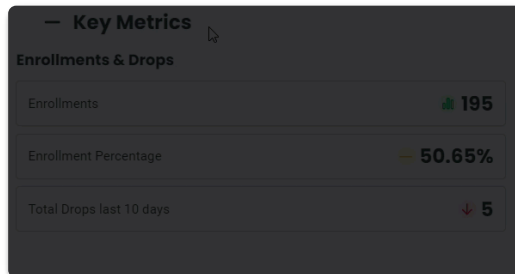 Key Metrics
Enrollments & Drops
Enrollments 195
Enrollment Percentage 50.65%
Total Drops last 10 days 5